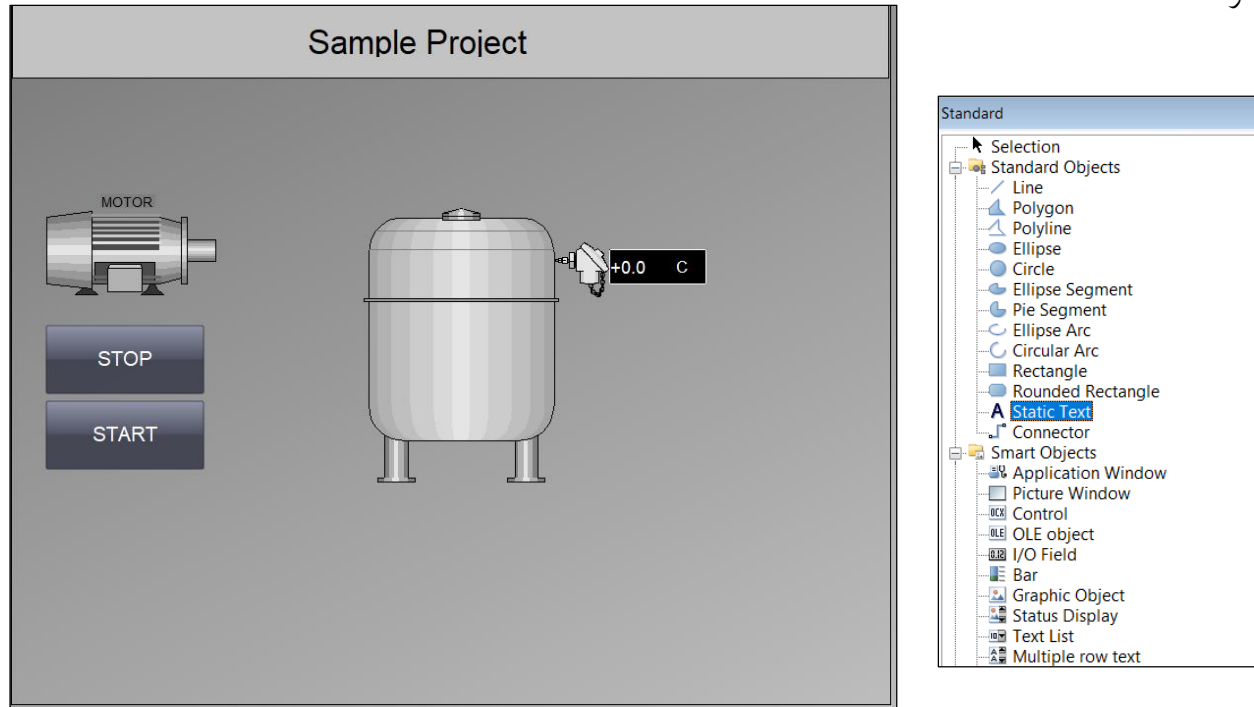 Sample Project
MOTOR
+0.0 C
STOP
START
Standard
Selection
Standard Objects
Line
Polygon
Polyline
Ellipse
Circle
Ellipse Segment
Pie Segment
Ellipse Arc
Circular Arc
Rectangle
Rounded Rectangle
A Static Text
Connector
Smart Objects
Application Window
Picture Window
OCX Control
OLE OLE object
0.12 I/O Field
Bar
Graphic Object
Status Display
Text List
Multiple row text